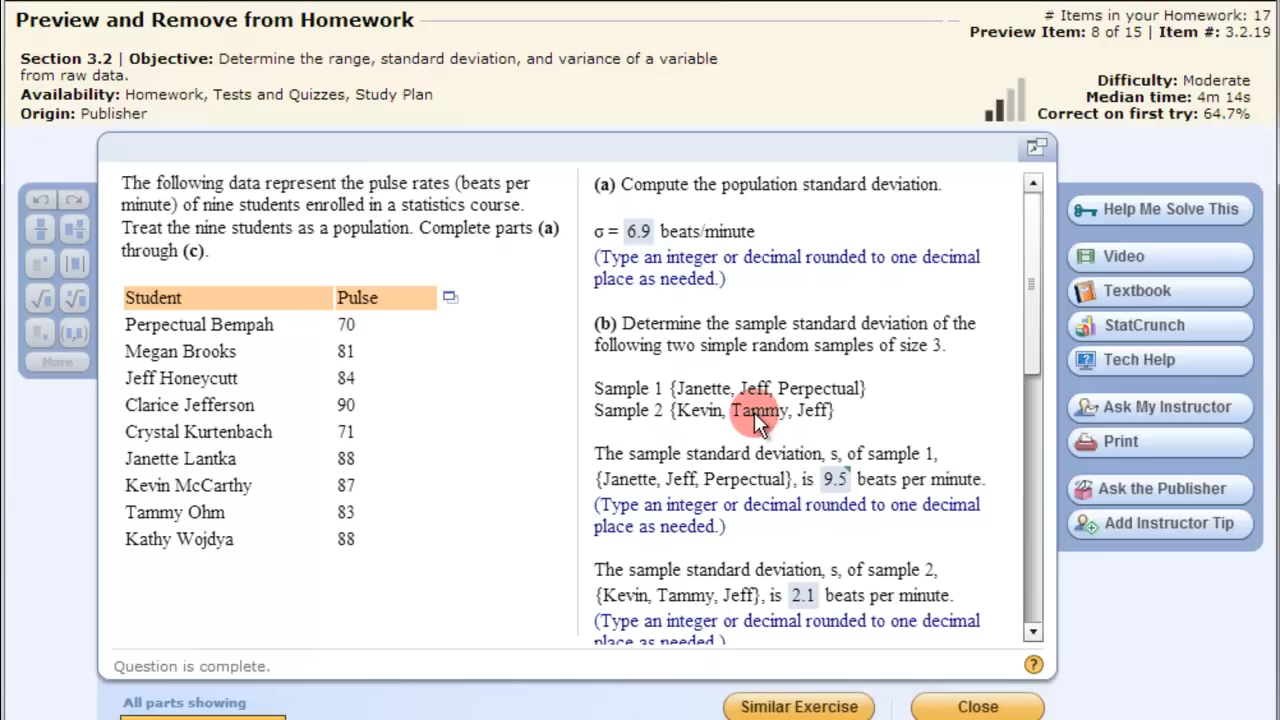 Preview and Remove from Homework
# Items in your Homework: 17
Preview Item: 8 of 15 | Item #: 3.2.19
Section 3.2 | Objective: Determine the range, standard deviation, and variance of a variable
from raw data.
Availability: Homework, Tests and Quizzes, Study Plan
Origin: Publisher
Difficulty: Moderate
Median time: 4m 14s
Correct on first try: 64.7%
The following data represent the pulse rates (beats per
minute) of nine students enrolled in a statistics course.
Treat the nine students as a population. Complete parts (a)
through (c).
Student Pulse
Perpectual Bempah 70
Megan Brooks 81
Jeff Honeycutt 84
Clarice Jefferson 90
Crystal Kurtenbach 71
Janette Lantka 88
Kevin McCarthy 87
Tammy Ohm 83
Kathy Wojdya 88
(a) Compute the population standard deviation.
σ = 6.9 beats/minute
(Type an integer or decimal rounded to one decimal
place as needed.)
(b) Determine the sample standard deviation of the
following two simple random samples of size 3.
Sample 1 {Janette, Jeff, Perpectual}
Sample 2 {Kevin, Tammy, Jeff}
The sample standard deviation, s, of sample 1,
{Janette, Jeff, Perpectual}, is 9.5 beats per minute.
(Type an integer or decimal rounded to one decimal
place as needed.)
The sample standard deviation, s, of sample 2,
{Kevin, Tammy, Jeff}, is 2.1 beats per minute.
(Type an integer or decimal rounded to one decimal
place as needed.)
More
Help Me Solve This
Video
Textbook
StatCrunch
Tech Help
Ask My Instructor
Print
Ask the Publisher
Add Instructor Tip
Question is complete.
?
All parts showing
Similar Exercise
Close